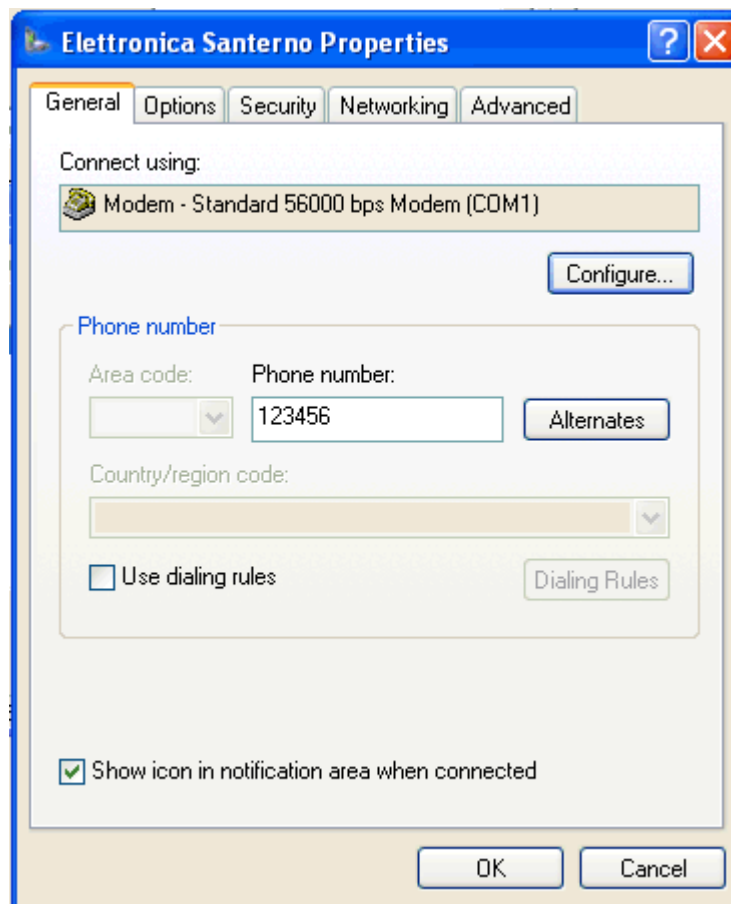 Elettronica Santerno Properties
General Options Security Networking Advanced
Connect using:
Modem - Standard 56000 bps Modem (COM1)
Configure...
Phone number
Area code: Phone number:
123456 Alternates
Country/region code:
Use dialing rules Dialing Rules
Show icon in notification area when connected
OK Cancel